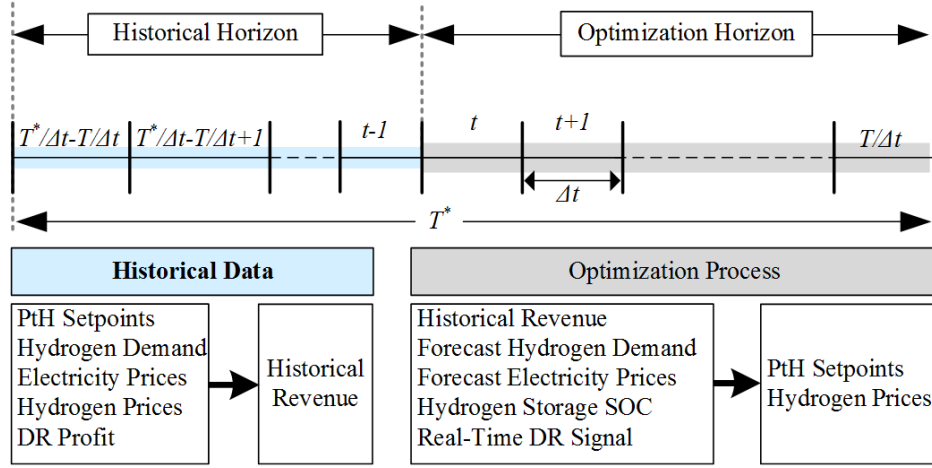 Historical Horizon
Optimization Horizon
T*/Δt-T/Δt
T*/Δt-T/Δt+1
t-1
t
t+1
T/Δt
Δt
T*
Historical Data
Optimization Process
PtH Setpoints
Hydrogen Demand
Electricity Prices
Hydrogen Prices
DR Profit
Historical
Revenue
Historical Revenue
Forecast Hydrogen Demand
Forecast Electricity Prices
Hydrogen Storage SOC
Real-Time DR Signal
PtH Setpoints
Hydrogen Prices